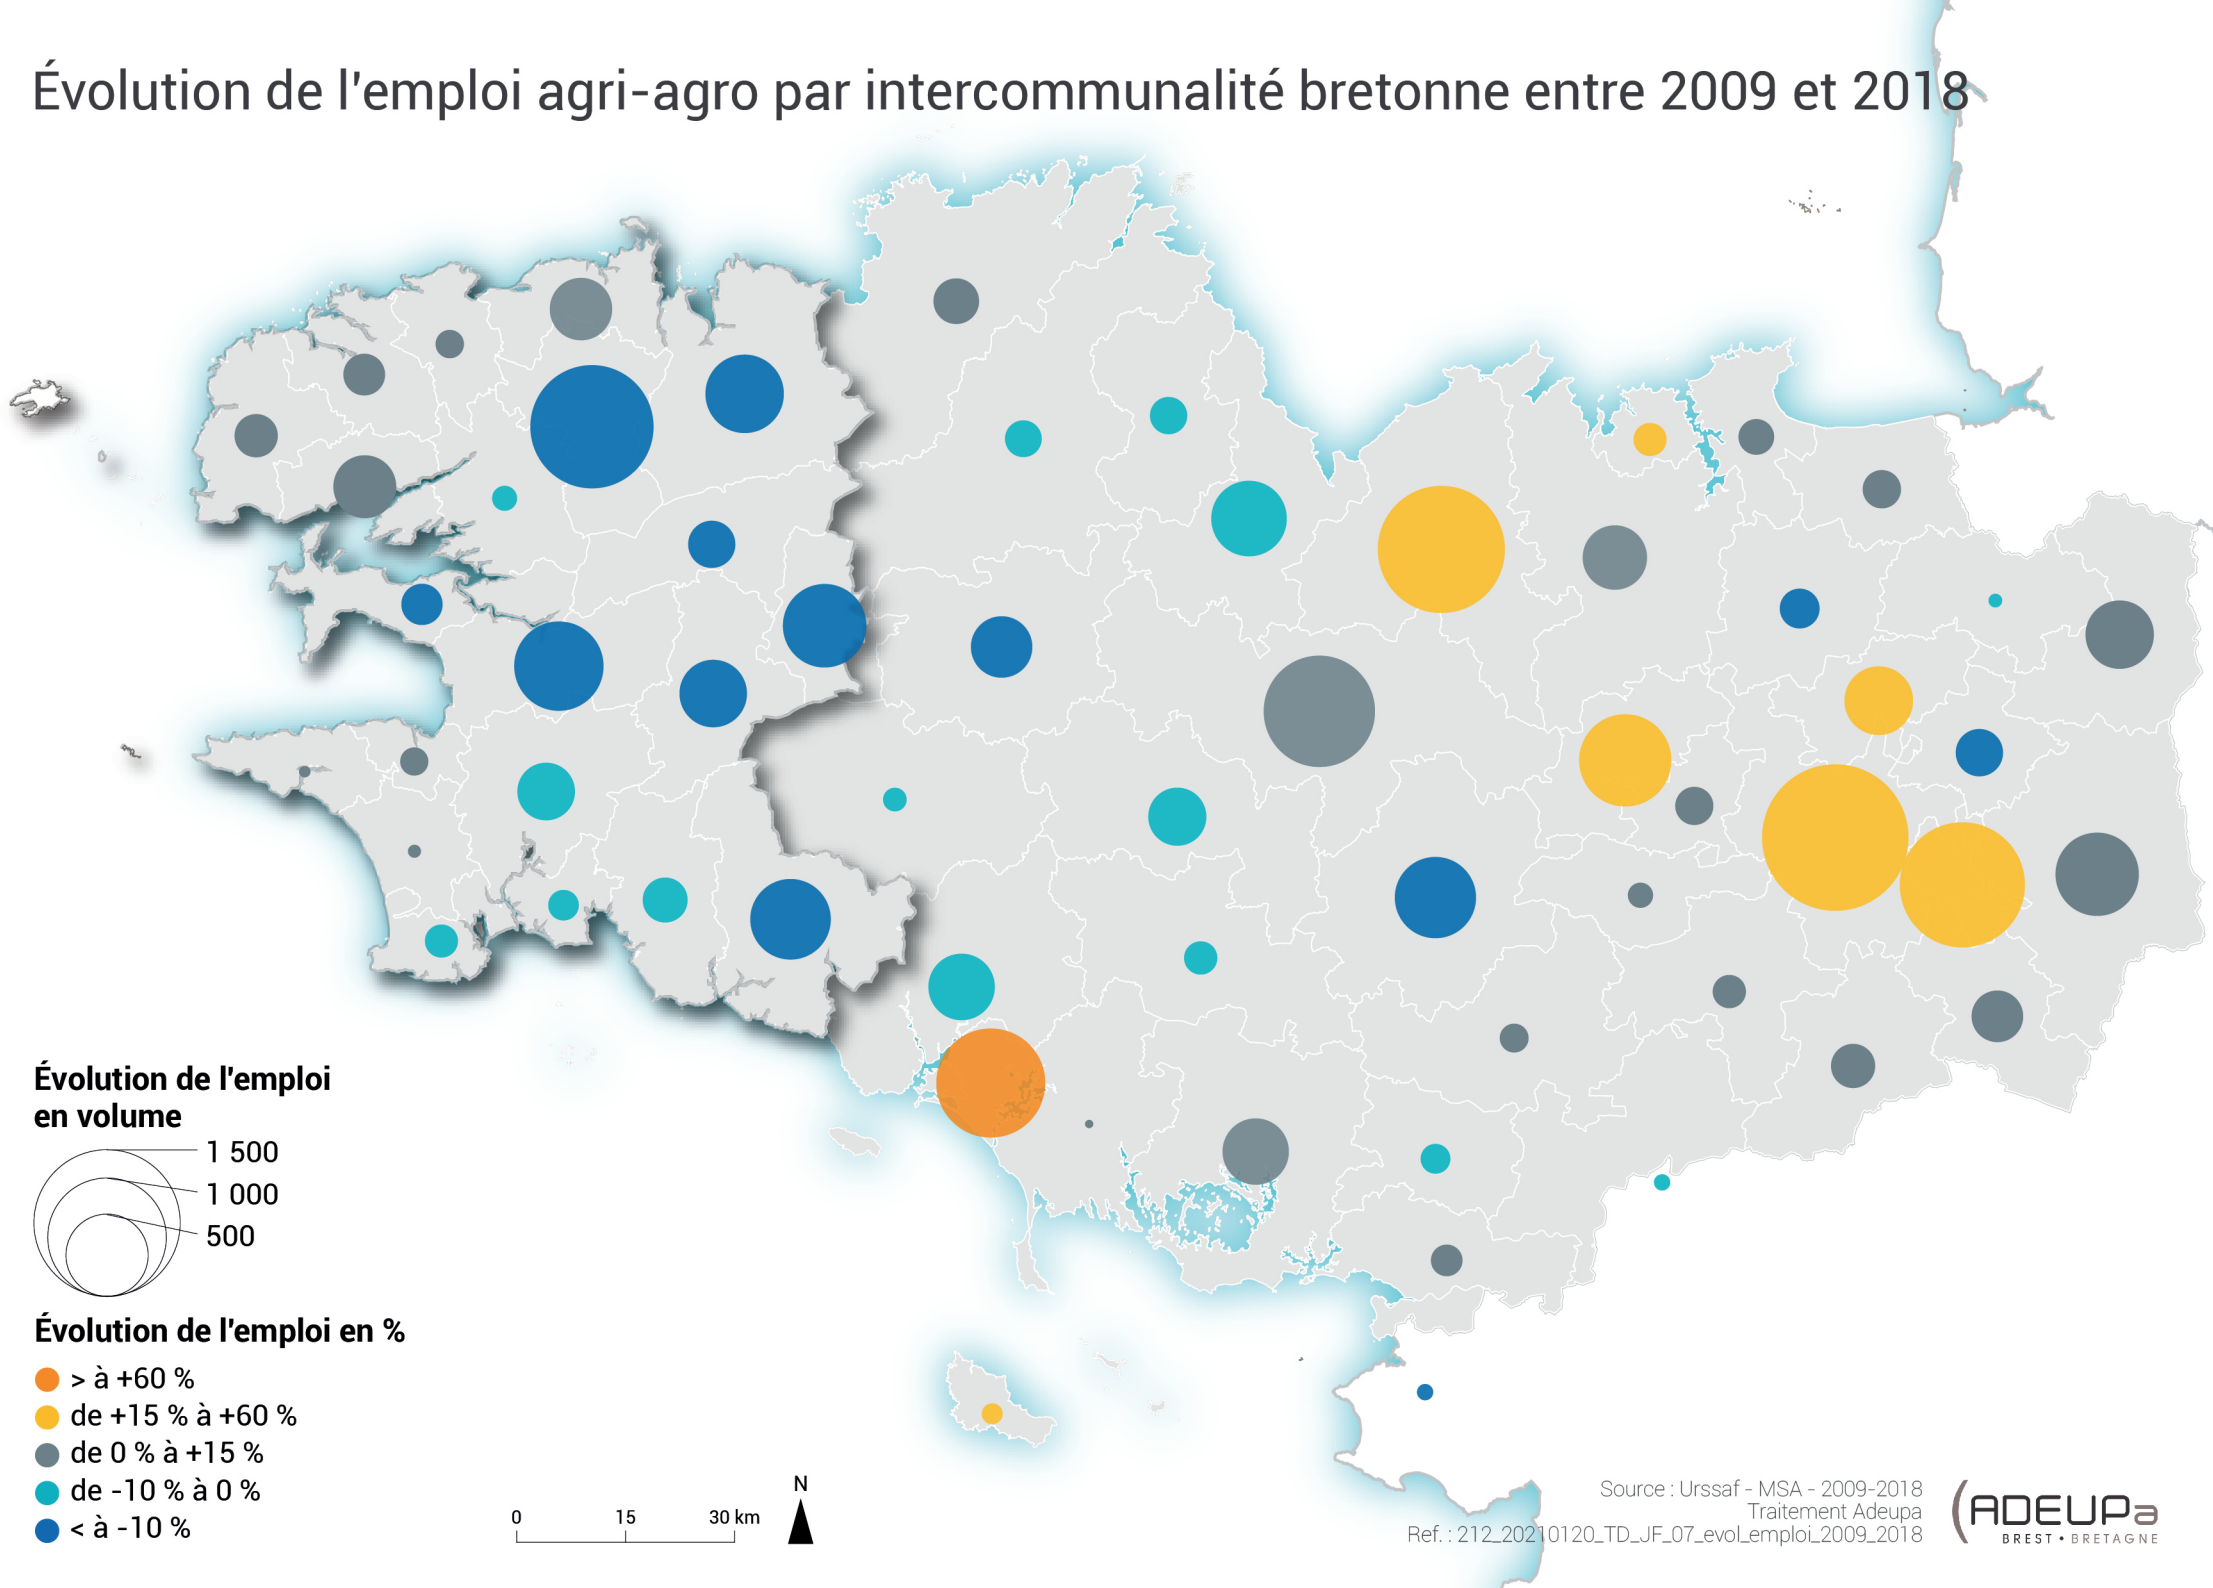 Évolution de l'emploi agri-agro par intercommunalité bretonne entre 2009 et 2018
Évolution de l'emploi
en volume
1 500
1 000
500
Évolution de l'emploi en %
> à +60 %
de +15 % à +60 %
de 0 % à +15 %
de -10 % à 0 %
< à -10 %
0 15 30 km
N
Source : Urssaf - MSA - 2009-2018
Traitement Adeupa
Ref. : 212_20210120_TD_JF_07_evol_emploi_2009_2018
ADEUPa
BREST • BRETAGNE